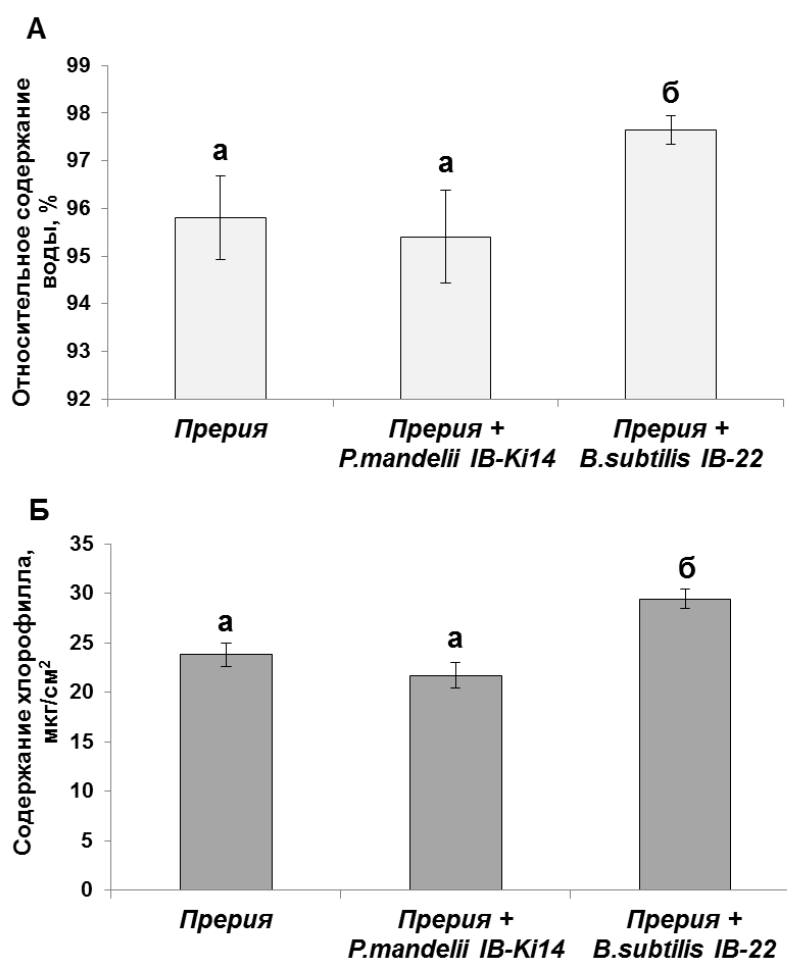 А
Относительное содержание
воды, %
99
98
97
96
95
94
93
92
а
а
б
Прерия
Прерия +
P.mandelii IB-Ki14
Прерия +
B.subtilis IB-22
Б
Содержание хлорофилла,
мкг/см²
35
30
25
20
15
10
5
0
а
а
б
Прерия
Прерия +
P.mandelii IB-Ki14
Прерия +
B.subtilis IB-22